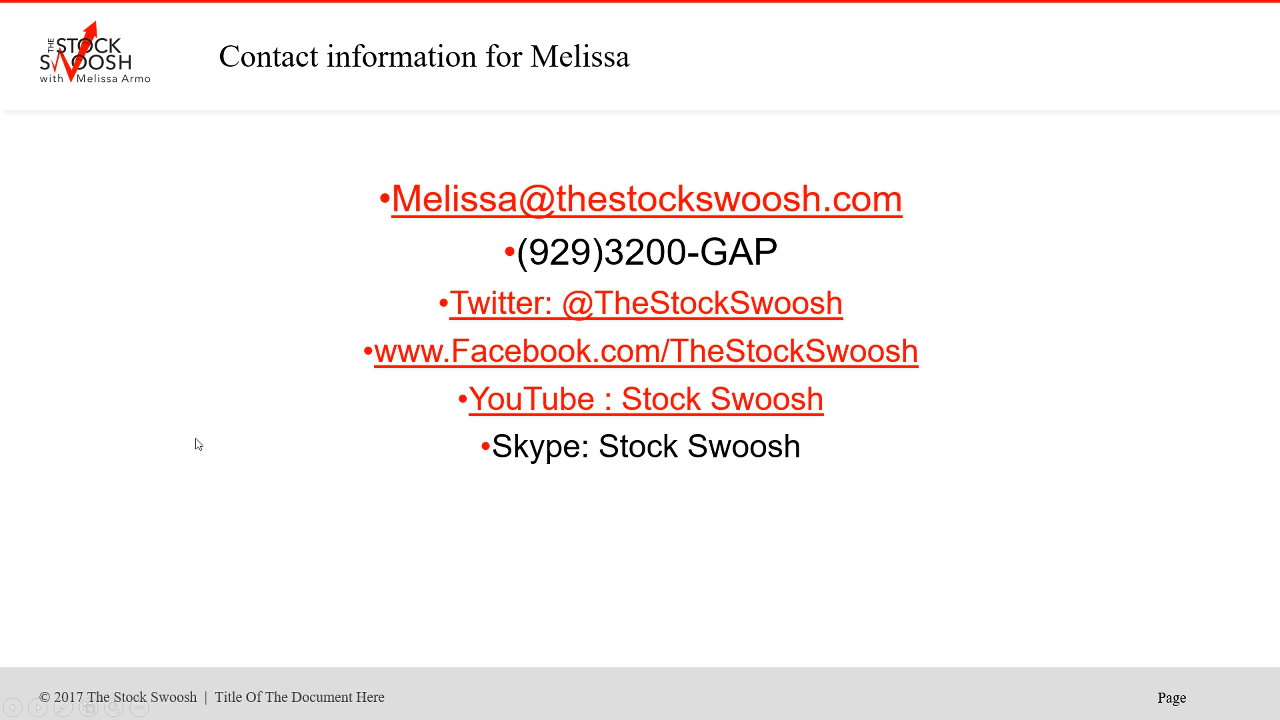 THE STOCK
SWOOSH
with Melissa Armo
Contact information for Melissa
•Melissa@thestockswoosh.com
•(929)3200-GAP
•Twitter: @TheStockSwoosh
•www.Facebook.com/TheStockSwoosh
•YouTube : Stock Swoosh
•Skype: Stock Swoosh
© 2017 The Stock Swoosh | Title Of The Document Here
Page